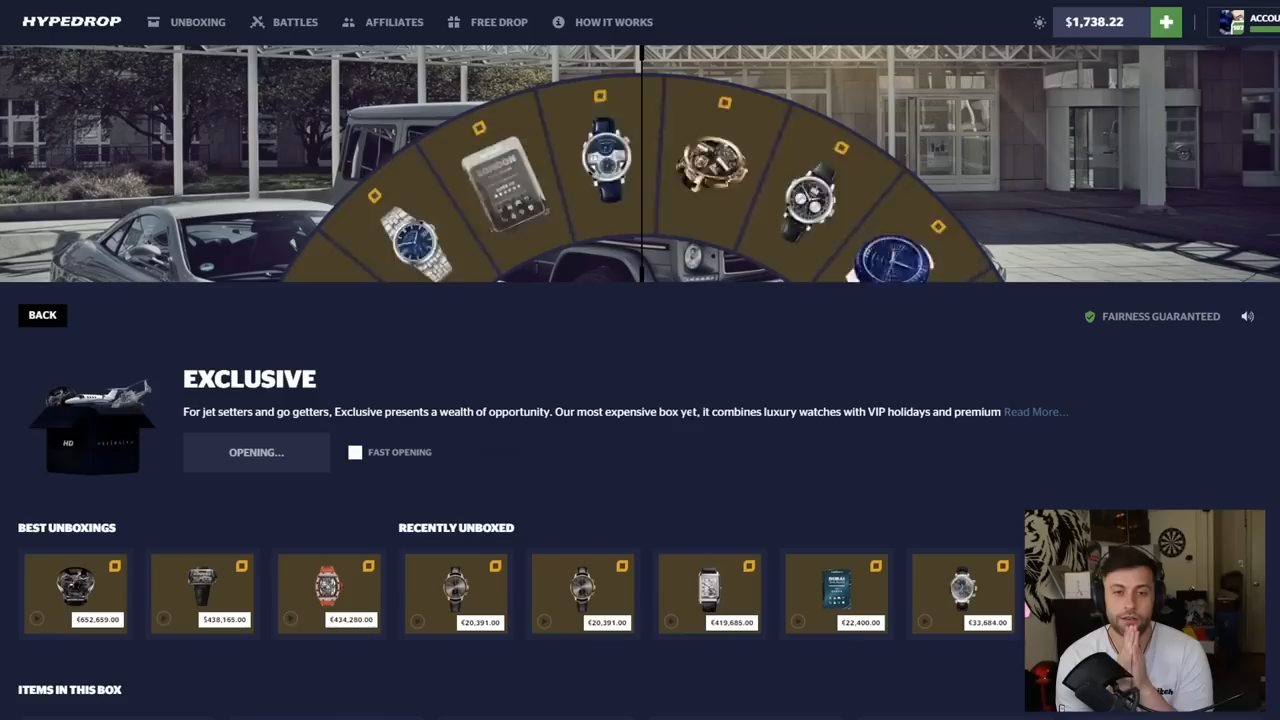 HYPEDROP
UNBOXING
BATTLES
AFFILIATES
FREE DROP
HOW IT WORKS
$1,738.22
ACCOU
LONDON
BACK
FAIRNESS GUARANTEED
EXCLUSIVE
For jet setters and go getters, Exclusive presents a wealth of opportunity. Our most expensive box yet, it combines luxury watches with VIP holidays and premium Read More...
HD
OPENING...
FAST OPENING
BEST UNBOXINGS
RECENTLY UNBOXED
€652,659.00
$438,165.00
€434,280.00
€20,391.00
€20,391.00
€419,685.00
€22,400.00
€33,684.00
ITEMS IN THIS BOX